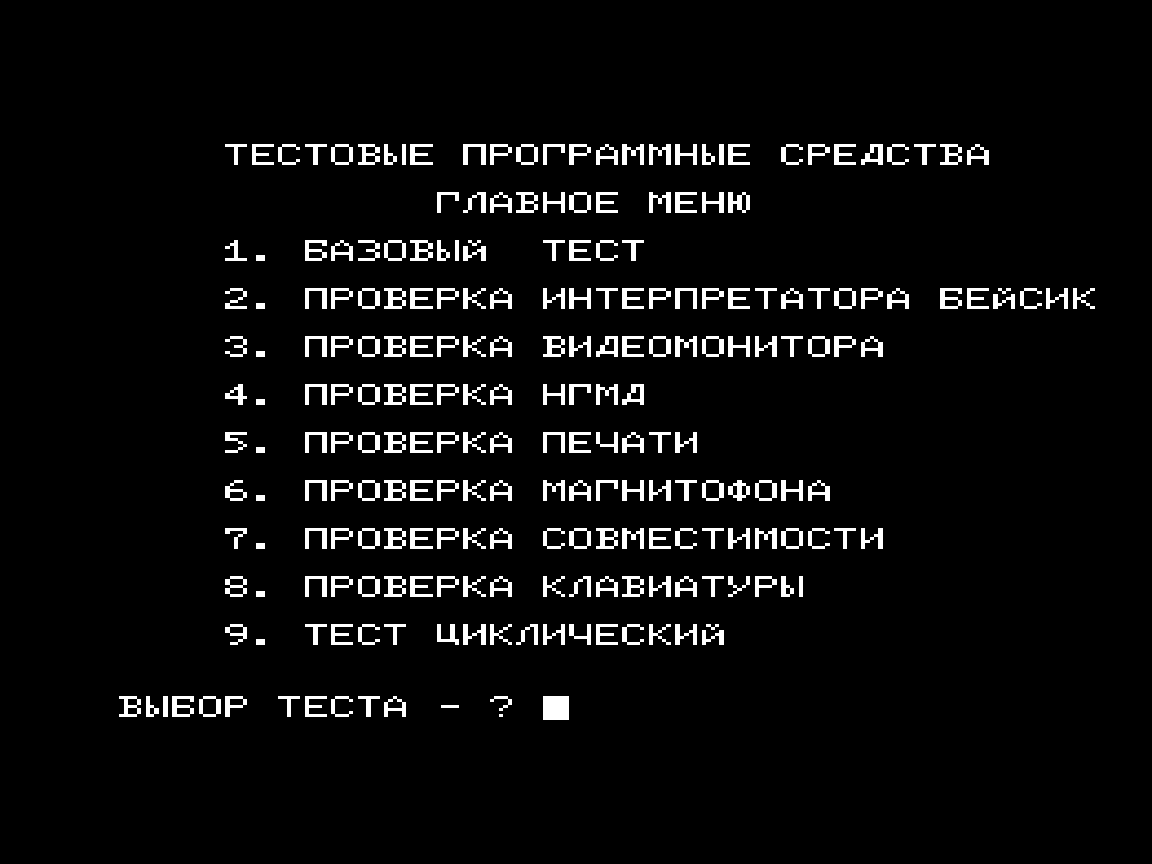 ТЕСТОВЫЕ ПРОГРАММНЫЕ СРЕДСТВА
ГЛАВНОЕ МЕНЮ
1. БАЗОВЫЙ ТЕСТ
2. ПРОВЕРКА ИНТЕРПРЕТАТОРА БЕЙСИК
3. ПРОВЕРКА ВИДЕОМОНИТОРА
4. ПРОВЕРКА НГМД
5. ПРОВЕРКА ПЕЧАТИ
6. ПРОВЕРКА МАГНИТОФОНА
7. ПРОВЕРКА СОВМЕСТИМОСТИ
8. ПРОВЕРКА КЛАВИАТУРЫ
9. ТЕСТ ЦИКЛИЧЕСКИЙ
ВЫБОР ТЕСТА - ?